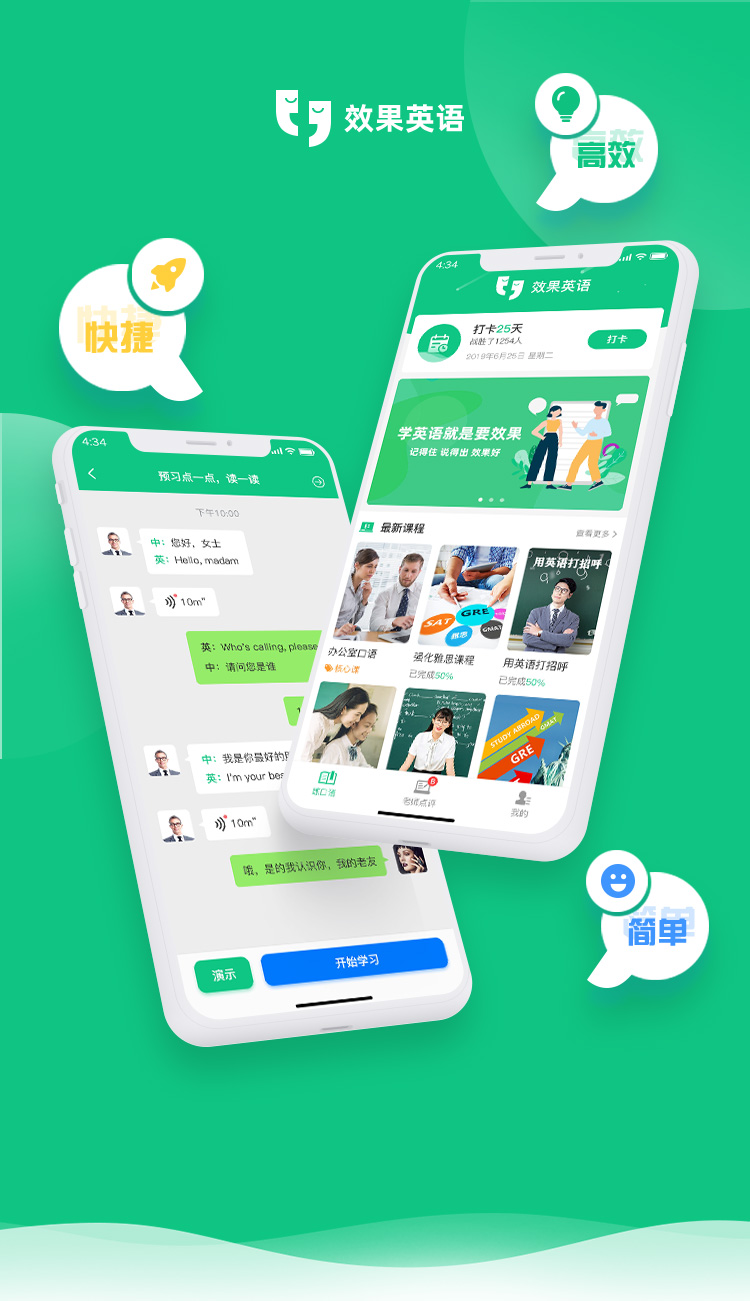 效果英语
高效
快捷
4:34
效果英语
打卡25天
战胜了1254人
2019年6月25日 星期二
打卡
学英语就是要效果
记得住 说得出 效果好
最新课程
查看更多
用英语打招呼
SAT
GRE
雅思
GMAT
办公室口语
核心课
强化雅思课程
已完成50%
用英语打招呼
已完成50%
STUDY ABROAD
GMAT
GRE
练口语
6
老师点评
我的
4:34
预习点一点，读一读
下午10:00
中：您好，女士
英：Hello, madam
10m"
英：Who's calling, please
中：请问您是谁
1
中：我是你最好的朋
英：I'm your bes
10m"
哦，是的我认识你，我的老友
演示
开始学习
简单